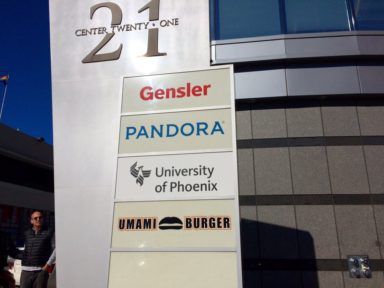 21
CENTER TWENTY·ONE
Gensler
PANDORA
University
of Phoenix
UMAMI BURGER